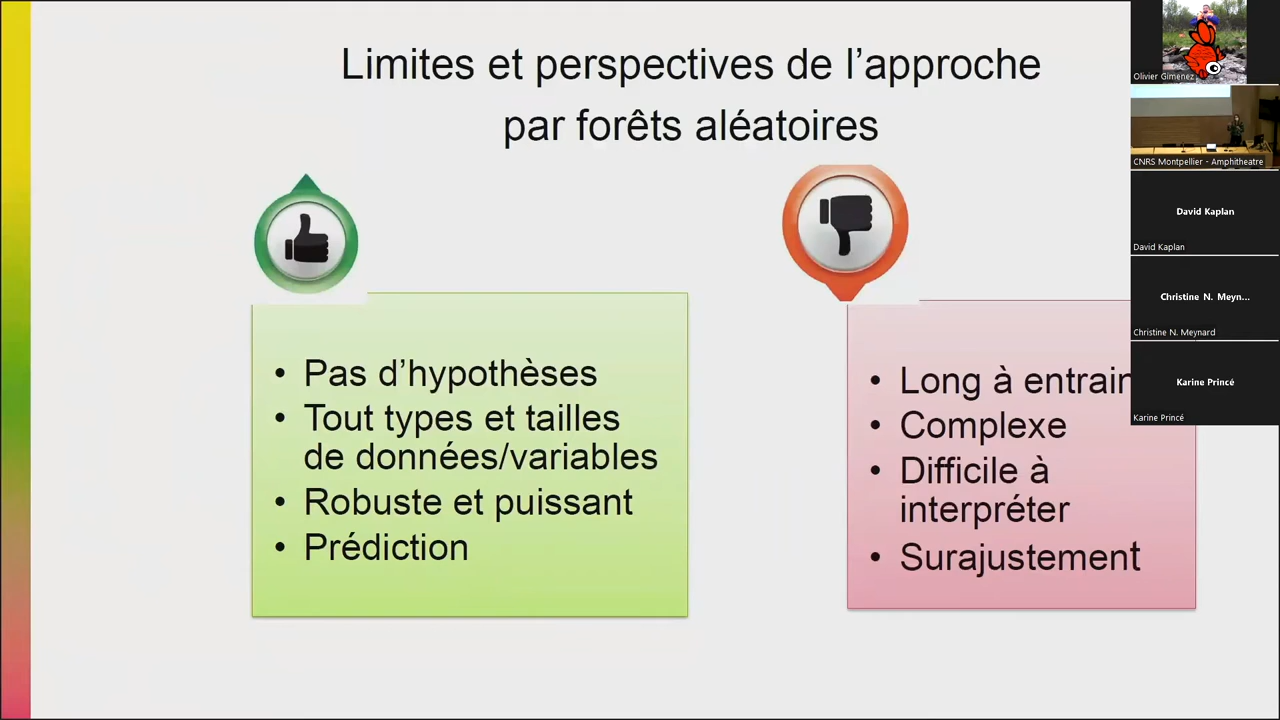 Limites et perspectives de l’approche
par forêts aléatoires
• Pas d’hypothèses
• Tout types et tailles
de données/variables
• Robuste et puissant
• Prédiction
• Long à entrain
• Complexe
• Difficile à
interpréter
• Surajustement
Olivier Gimenez
CNRS Montpellier - Amphitheatre
David Kaplan
David Kaplan
Christine N. Meyn...
Christine N. Meynard
Karine Princé
Karine Princé